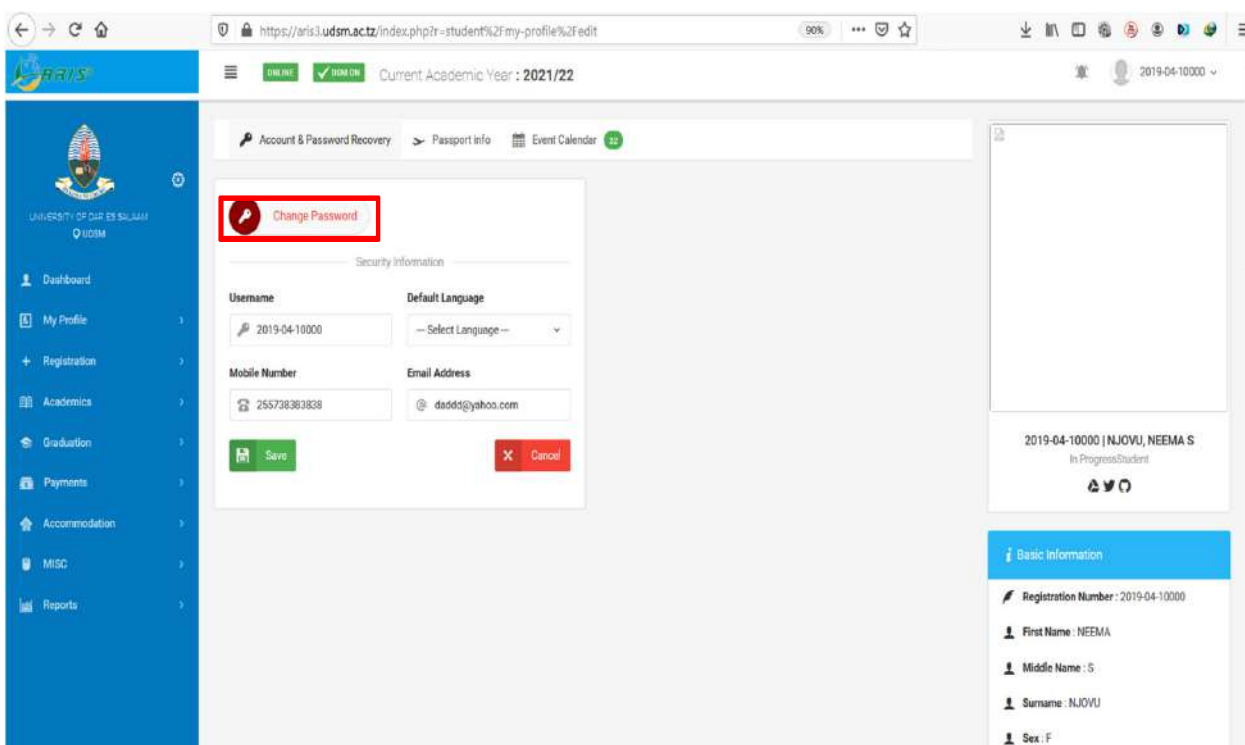 https://aris3.udsm.ac.tz/index.php?r=student%2Fmy-profile%2Fedit
90%
ARIS
ONLINE
Current Academic Year : 2021/22
2019-04-10000
UNIVERSITY OF DAR ES SALAAM
UDSM
Dashboard
My Profile
Registration
Academics
Graduation
Payments
Accommodation
MISC
Reports
Account & Password Recovery
Passport info
Event Calendar
Change Password
Security Information
Username
Default Language
2019-04-10000
--- Select Language ---
Mobile Number
Email Address
255738383838
@ daddd@yahoo.com
Save
X Cancel
2019-04-10000 | NJOVU, NEEMA S
In ProgressStudent
i Basic Information
Registration Number : 2019-04-10000
First Name : NEEMA
Middle Name : S
Surname : NJOVU
Sex : F